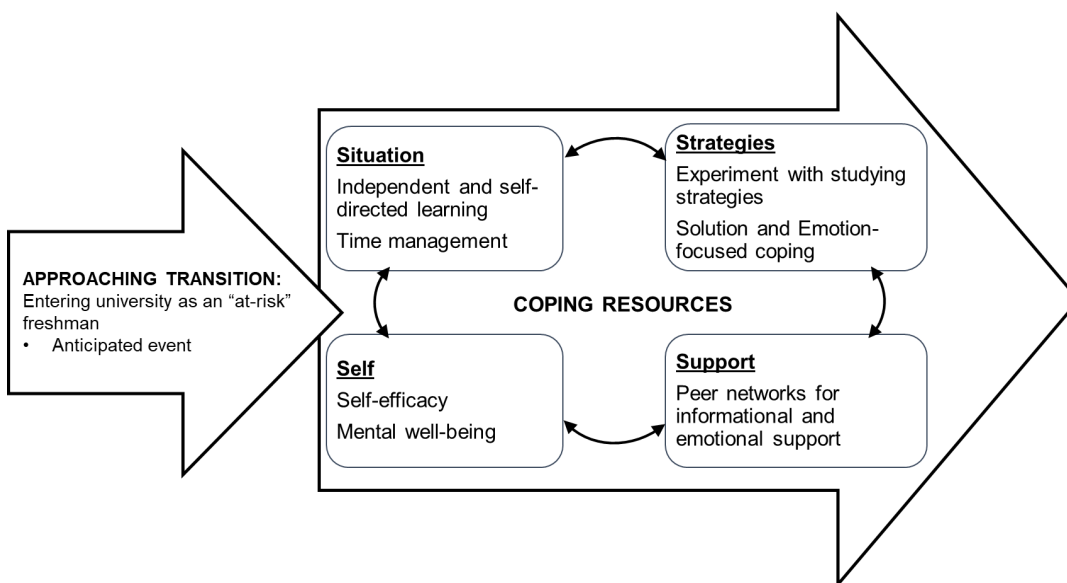 APPROACHING TRANSITION:
Entering university as an “at-risk”
freshman
• Anticipated event
Situation
Independent and self-
directed learning
Time management
Strategies
Experiment with studying
strategies
Solution and Emotion-
focused coping
COPING RESOURCES
Self
Self-efficacy
Mental well-being
Support
Peer networks for
informational and
emotional support